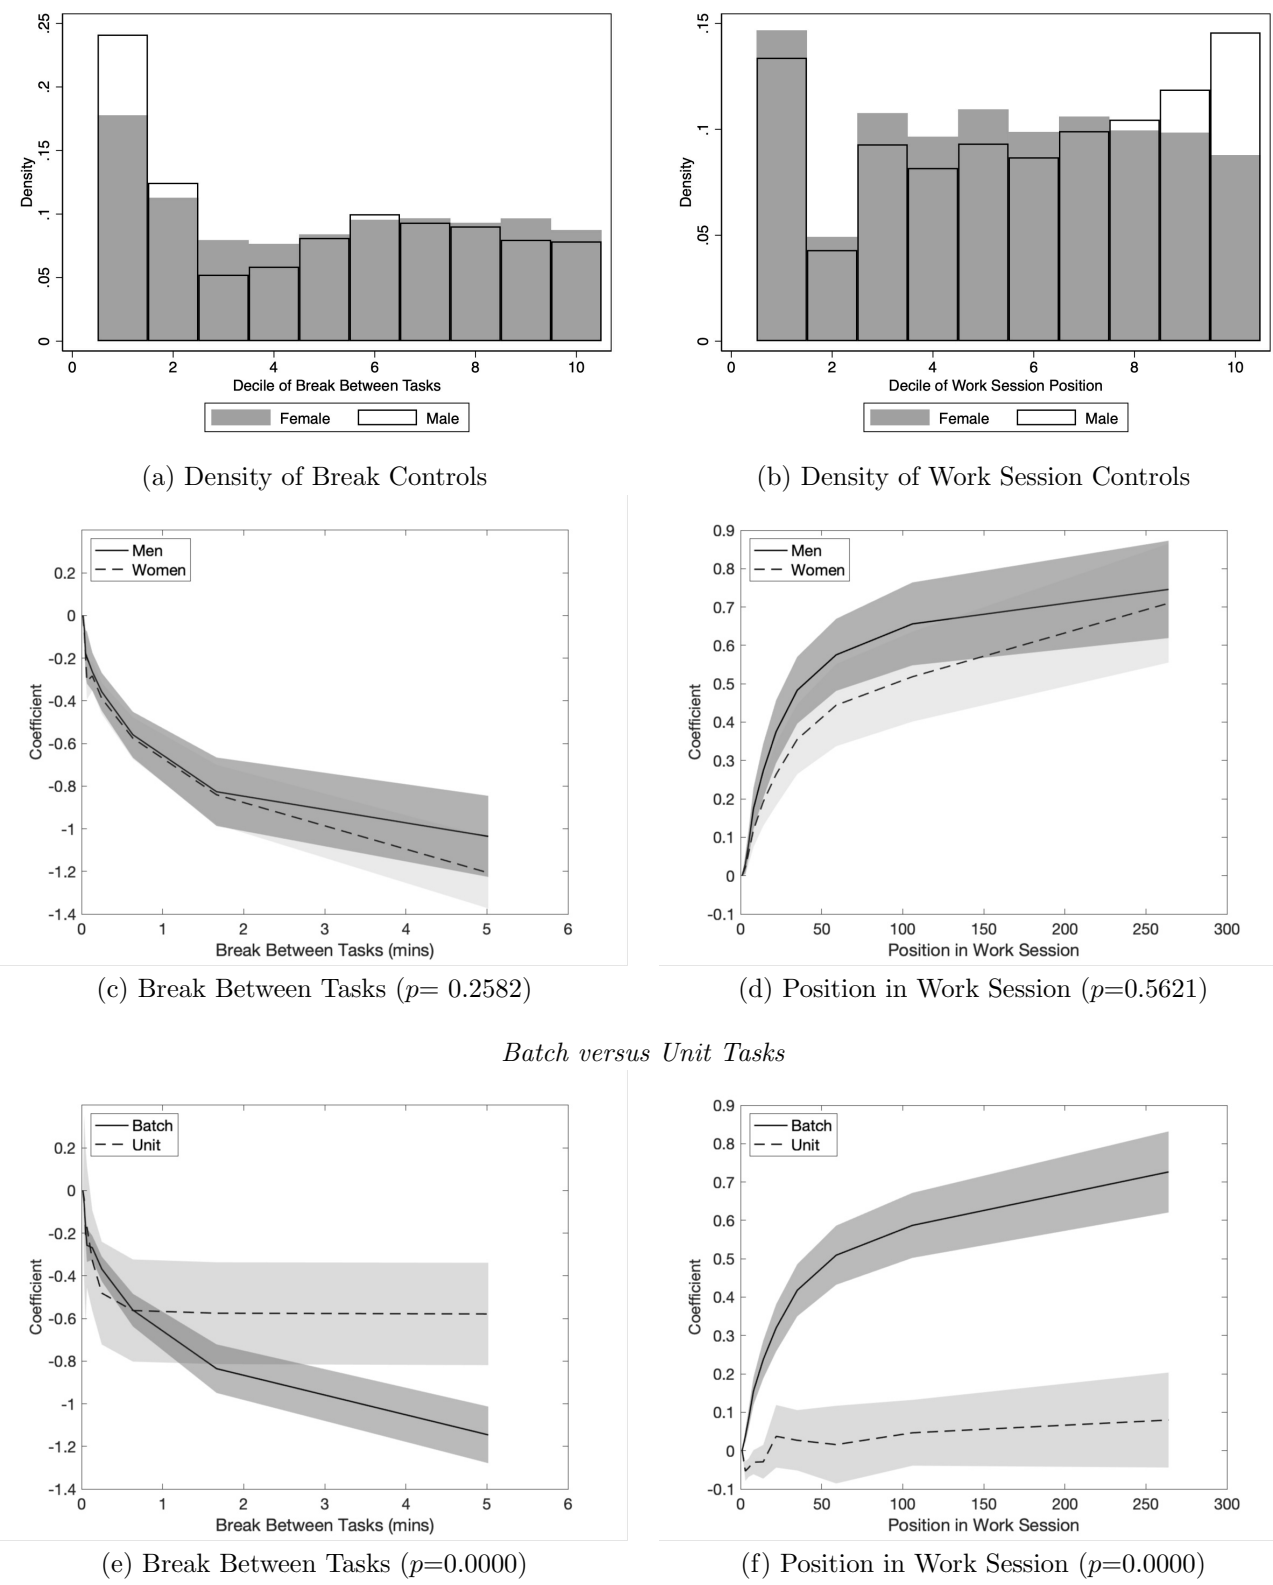 .25
.2
.15
.1
.05
0
Density
0 2 4 6 8 10
Decile of Break Between Tasks
Female Male
(a) Density of Break Controls
.15
.1
.05
0
Density
0 2 4 6 8 10
Decile of Work Session Position
Female Male
(b) Density of Work Session Controls
Men
Women
0.2
0
-0.2
-0.4
-0.6
-0.8
-1
-1.2
-1.4
Coefficient
0 1 2 3 4 5 6
Break Between Tasks (mins)
(c) Break Between Tasks (p= 0.2582)
Men
Women
0.9
0.8
0.7
0.6
0.5
0.4
0.3
0.2
0.1
0
-0.1
Coefficient
0 50 100 150 200 250 300
Position in Work Session
(d) Position in Work Session (p=0.5621)
Batch versus Unit Tasks
Batch
Unit
0.2
0
-0.2
-0.4
-0.6
-0.8
-1
-1.2
-1.4
Coefficient
0 1 2 3 4 5 6
Break Between Tasks (mins)
(e) Break Between Tasks (p=0.0000)
Batch
Unit
0.9
0.8
0.7
0.6
0.5
0.4
0.3
0.2
0.1
0
-0.1
Coefficient
0 50 100 150 200 250 300
Position in Work Session
(f) Position in Work Session (p=0.0000)